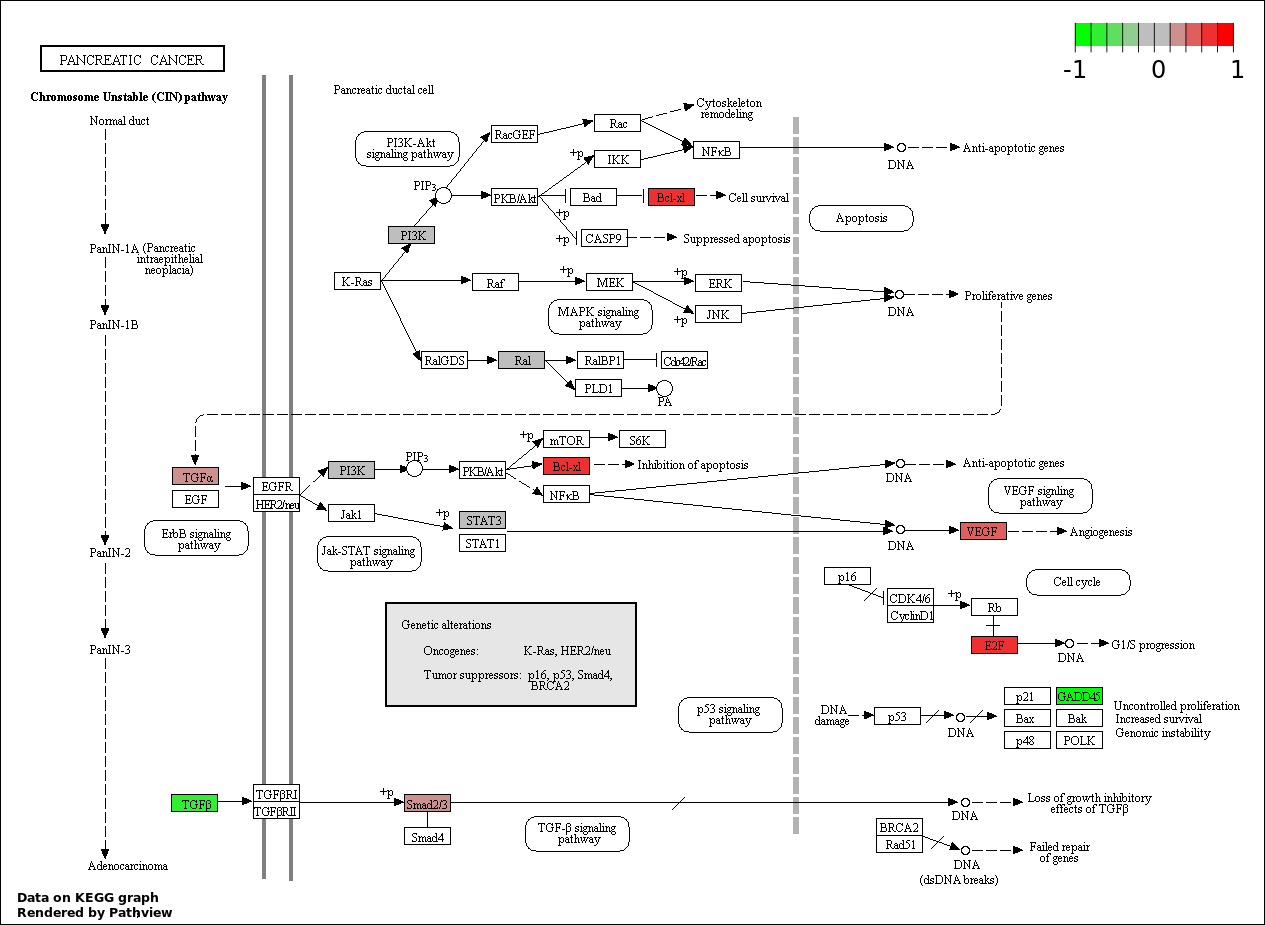 -1 0 1
PANCREATIC CANCER
Chromosome Unstable (CIN) pathway
Normal duct
PanIN-1A (Pancreatic
intraepithelial
neoplacia)
PanIN-1B
PanIN-2
PanIN-3
Adenocarcinoma
Pancreatic ductal cell
PI3K-Akt
signaling pathway
RacGEF
Rac
Cytoskeleton
remodeling
+p
IKK
NFκB
DNA
Anti-apoptotic genes
PIP3
PKB/Akt
Bad
Bcl-xl
Cell survival
+p
+p
CASP9
Suppressed apoptosis
Apoptosis
PI3K
K-Ras
Raf
+p
MEK
+p
ERK
MAPK signaling
pathway
+p
JNK
DNA
Proliferative genes
RalGDS
Ral
RalBP1
Cdc42/Rac
PLD1
PA
TGFα
EGF
ErbB signaling
pathway
EGFR
HER2/neu
PI3K
PIP3
PKB/Akt
+p
mTOR
S6K
Bcl-xl
Inhibition of apoptosis
NFκB
DNA
Anti-apoptotic genes
Jak1
+p
STAT3
STAT1
Jak-STAT signaling
pathway
VEGF signling
pathway
DNA
VEGF
Angiogenesis
p16
CDK4/6
CyclinD1
+p
Rb
Cell cycle
E2F
DNA
G1/S progression
Genetic alterations
Oncogenes: K-Ras, HER2/neu
Tumor suppressors: p16, p53, Smad4,
BRCA2
p53 signaling
pathway
DNA
damage
p53
DNA
p21
GADD45
Bax
Bak
p48
POLK
Uncontrolled proliferation
Increased survival
Genomic instability
TGFβ
TGFβRI
TGFβRII
+p
Smad2/3
Smad4
TGF-β signaling
pathway
DNA
Loss of growth inhibitory
effects of TGFβ
BRCA2
Rad51
DNA
(dsDNA breaks)
Failed repair
of genes
Data on KEGG graph
Rendered by Pathview